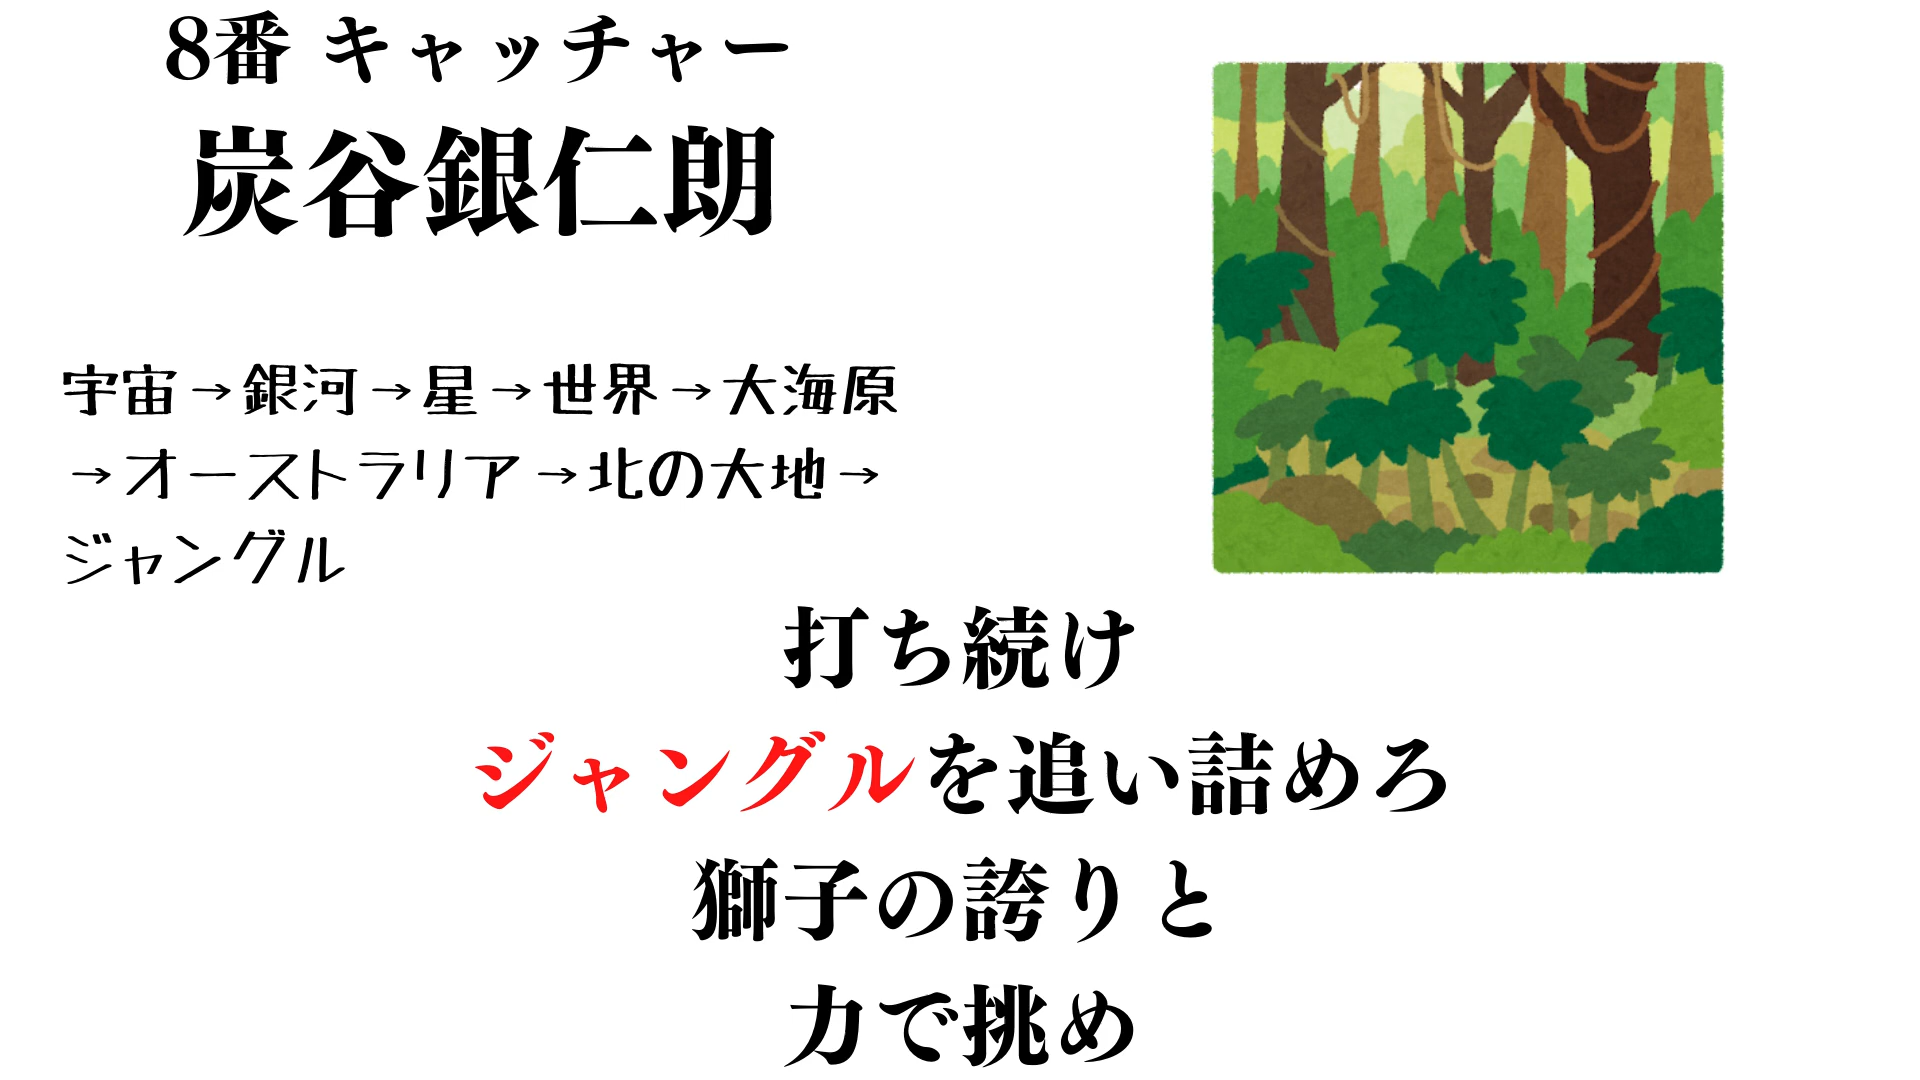 8番 キャッチャー
炭谷銀仁朗
宇宙→銀河→星→世界→大海原
→オーストラリア→北の大地→
ジャングル
打ち続け
ジャングルを追い詰めろ
獅子の誇りと
力で挑め